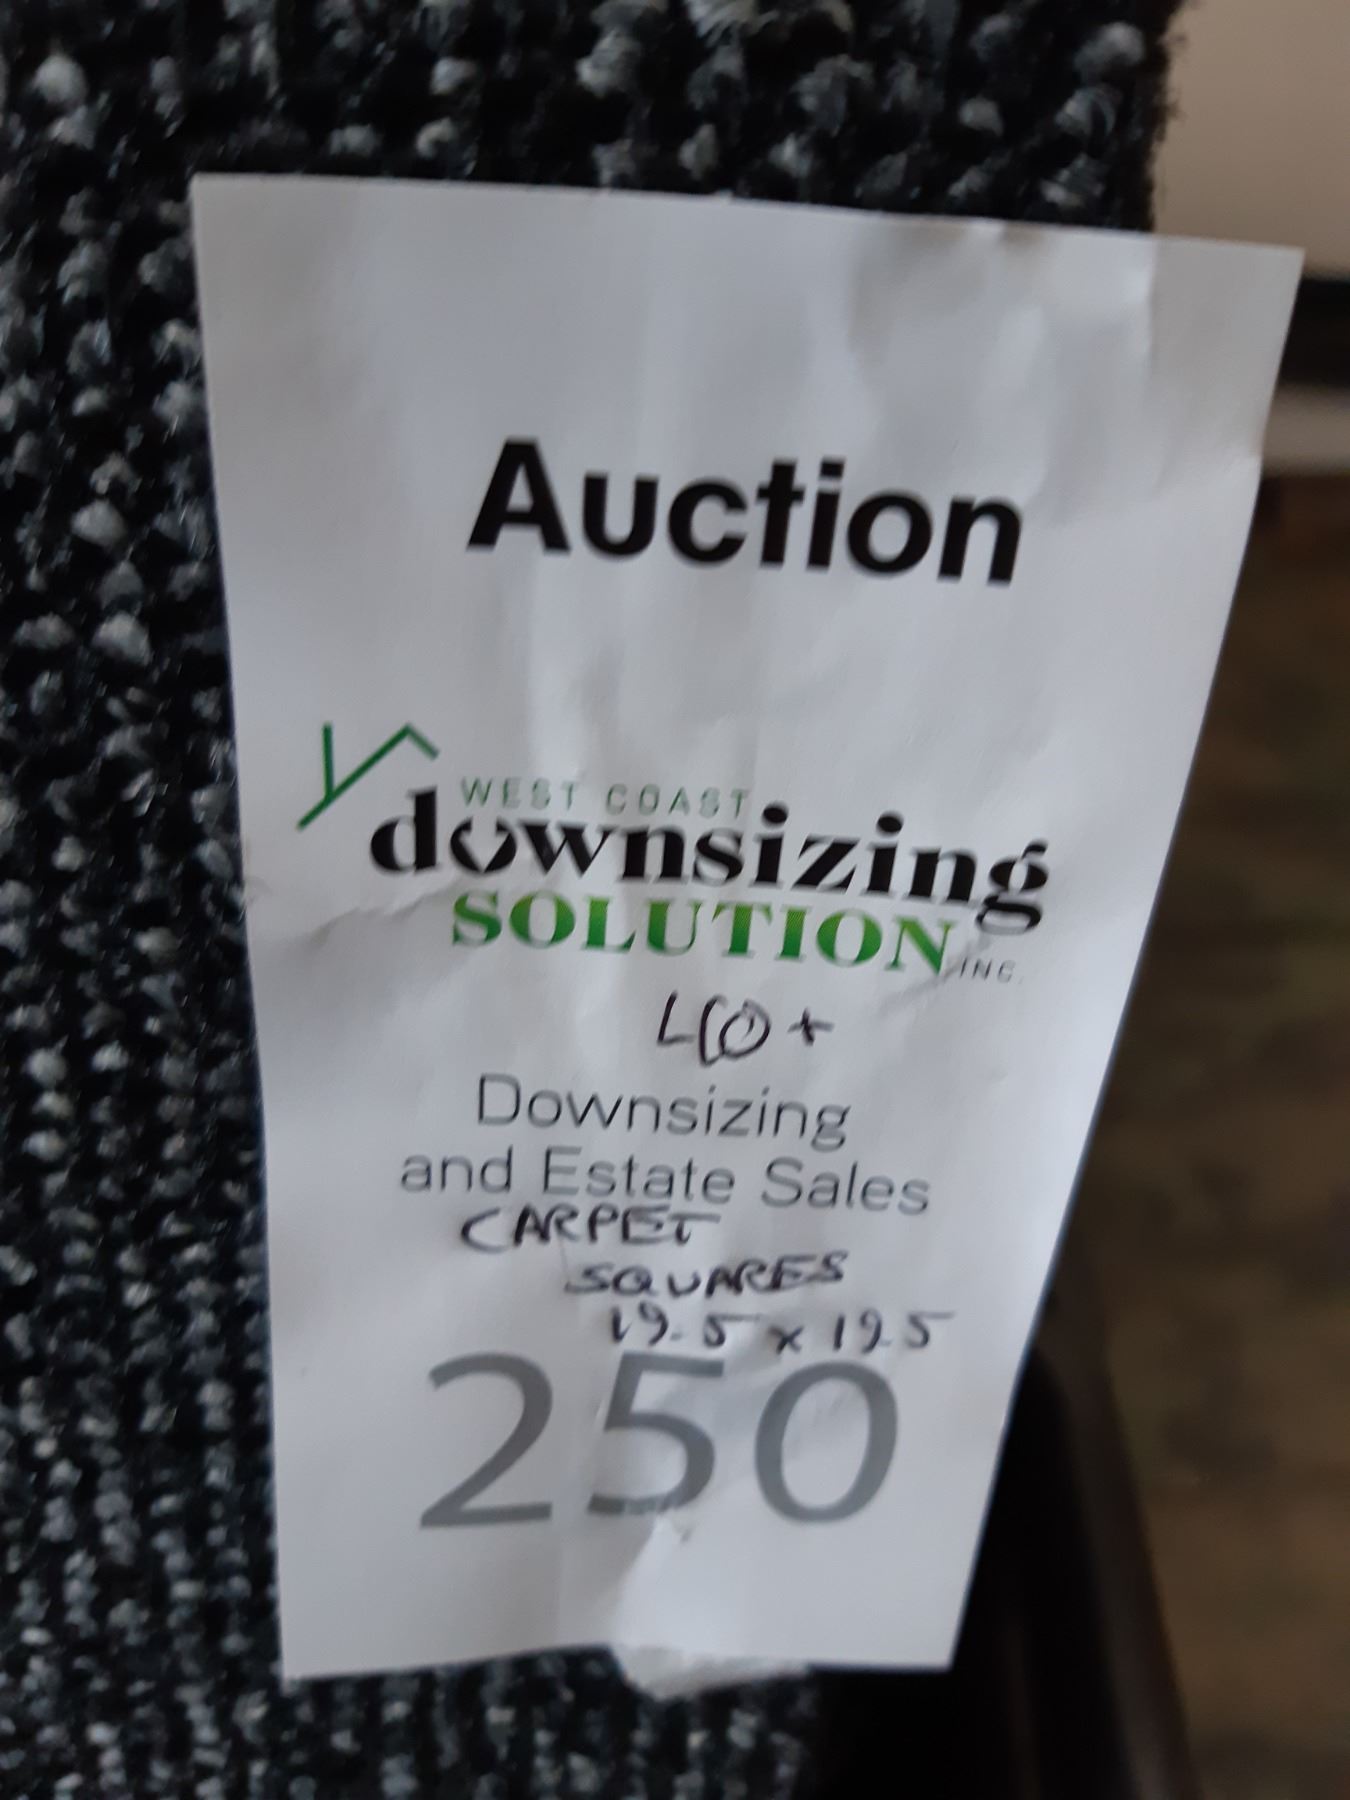 Auction
WEST COAST
downsizing
SOLUTION INC.
40+
Downsizing
and Estate Sales
CARPET
SQUARES
19.5 x 19.5
250